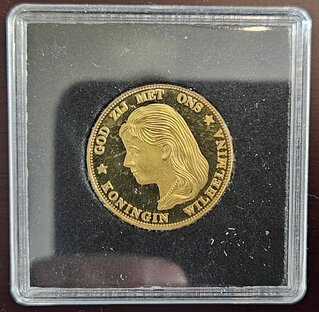 GOD ZIJ MET ONS
KONINGIN WILHELMINA